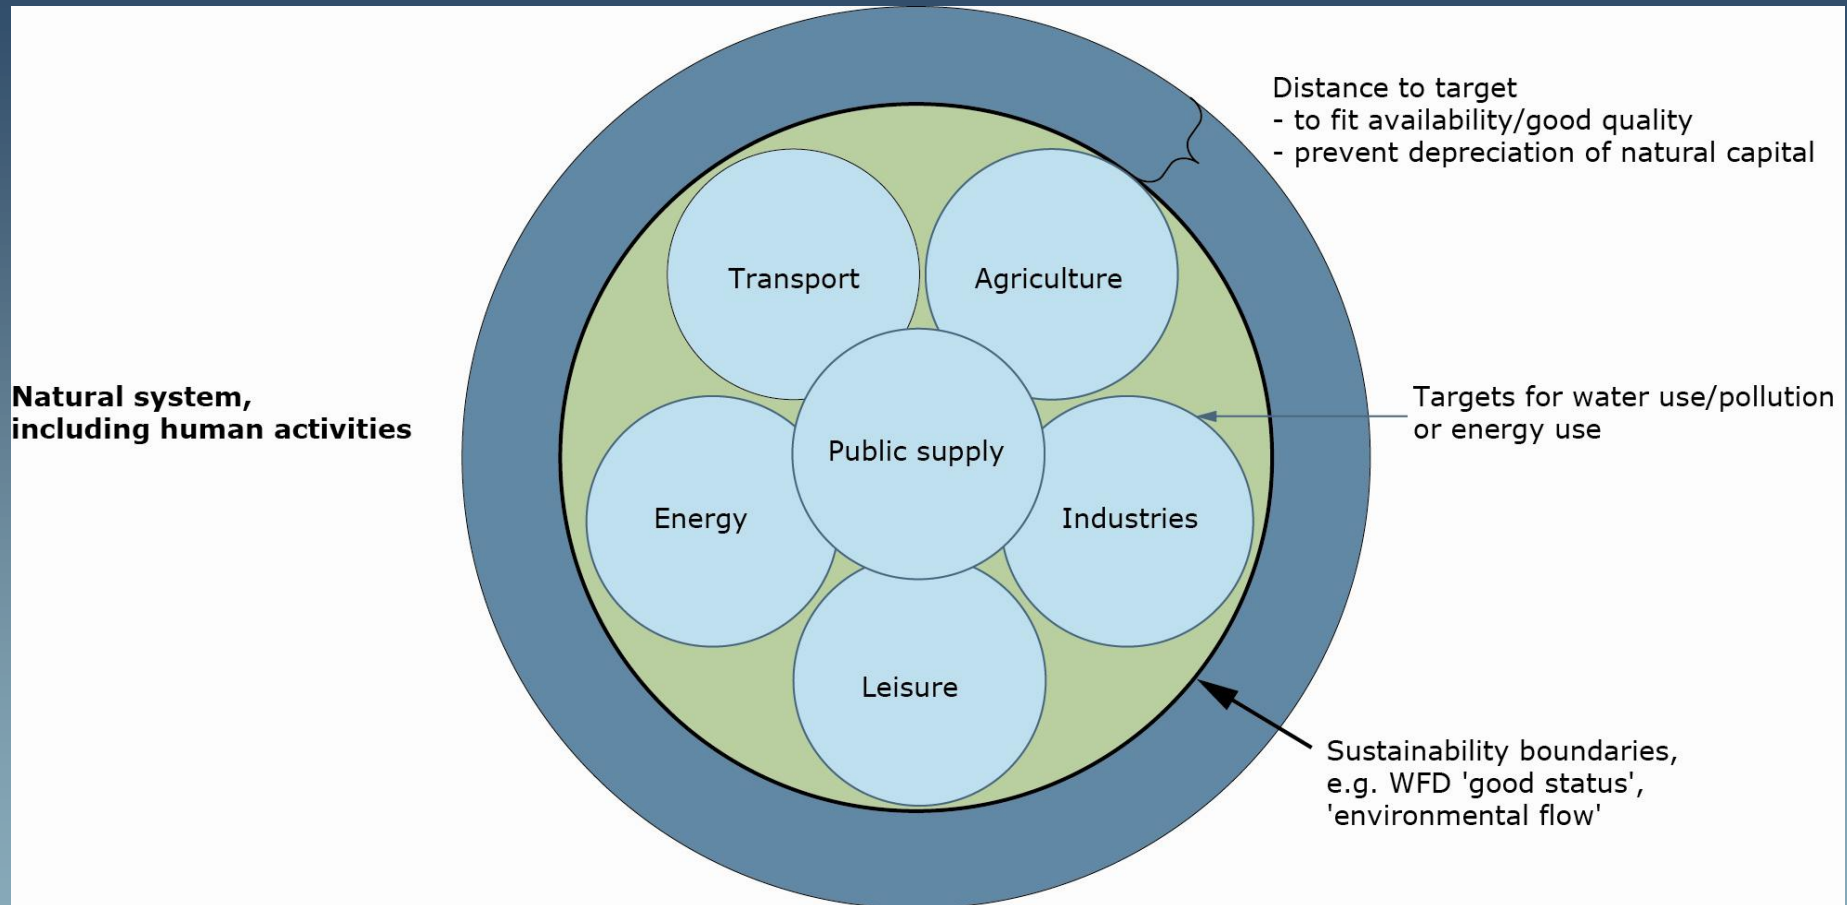 Distance to target
- to fit availability/good quality
- prevent depreciation of natural capital
Transport
Agriculture
Natural system,
including human activities
Targets for water use/pollution
or energy use
Public supply
Energy
Industries
Leisure
Sustainability boundaries,
e.g. WFD 'good status',
'environmental flow'